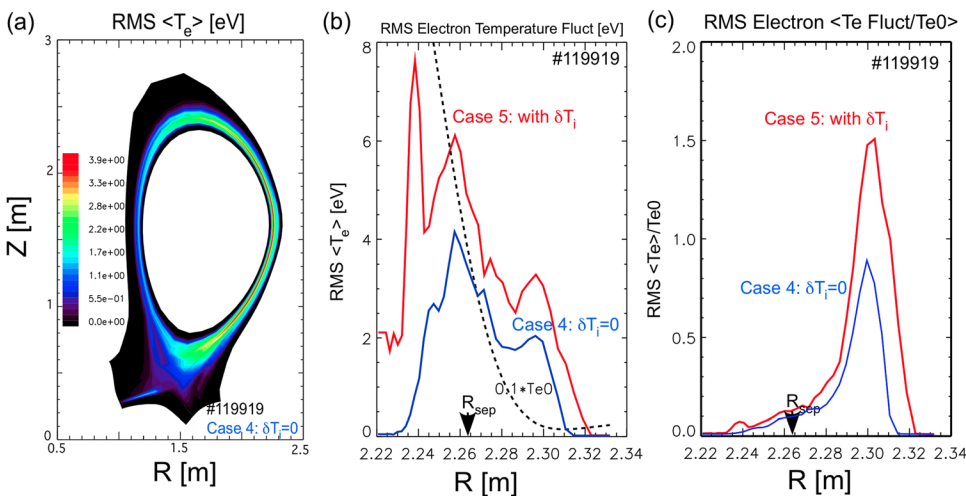 (a)
RMS <Te> [eV]
3
2
1
0
Z [m]
3.9e+00
3.3e+00
2.8e+00
2.2e+00
1.7e+00
1.1e+00
5.5e-01
0.0e+00
#119919
Case 4: δTi=0
0.5
1.5
2.5
R [m]
(b)
RMS Electron Temperature Fluct [eV]
#119919
8
6
4
2
0
RMS <Te> [eV]
Case 5: with δTi
Case 4: δTi=0
0.1*Te0
Rsep
2.22
2.24
2.26
2.28
2.30
2.32
2.34
R [m]
(c)
RMS Electron <Te Fluct/Te0>
#119919
2.0
1.5
1.0
0.5
0.0
RMS <Te>/Te0
Case 5: with δTi
Case 4: δTi=0
Rsep
2.22
2.24
2.26
2.28
2.30
2.32
2.34
R [m]